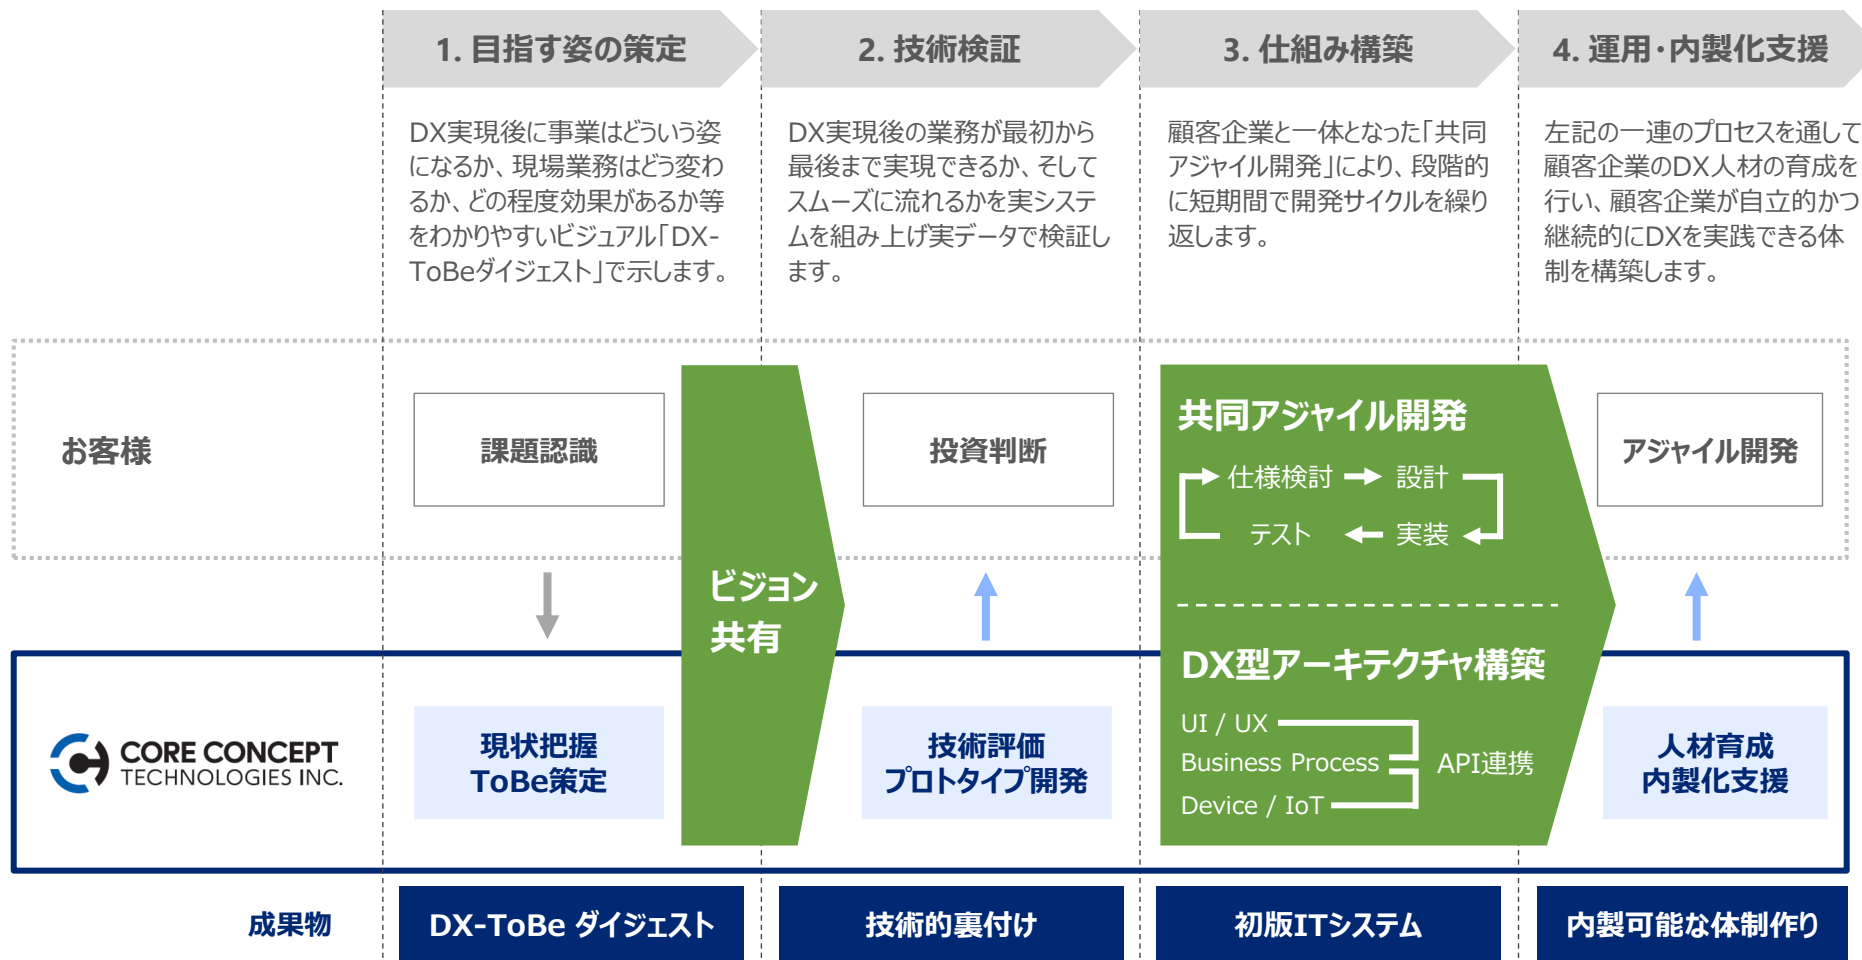 1. 目指す姿の策定
2. 技術検証
3. 仕組み構築
4. 運用・内製化支援
DX実現後に事業はどういう姿
になるか、現場業務はどう変わ
るか、どの程度効果があるか等
をわかりやすいビジュアル「DX-
ToBeダイジェスト」で示します。
DX実現後の業務が最初から
最後まで実現できるか、そして
スムーズに流れるかを実システ
ムを組み上げ実データで検証し
ます。
顧客企業と一体となった「共同
アジャイル開発」により、段階的
に短期間で開発サイクルを繰り
返します。
左記の一連のプロセスを通して
顧客企業のDX人材の育成を
行い、顧客企業が自立的かつ
継続的にDXを実践できる体
制を構築します。
お客様
課題認識
ビジョン
共有
投資判断
共同アジャイル開発
仕様検討
設計
テスト
実装
アジャイル開発
CORE CONCEPT
TECHNOLOGIES INC.
現状把握
ToBe策定
技術評価
プロトタイプ開発
DX型アーキテクチャ構築
UI / UX
Business Process
API連携
Device / IoT
人材育成
内製化支援
成果物
DX-ToBe ダイジェスト
技術的裏付け
初版ITシステム
内製可能な体制作り